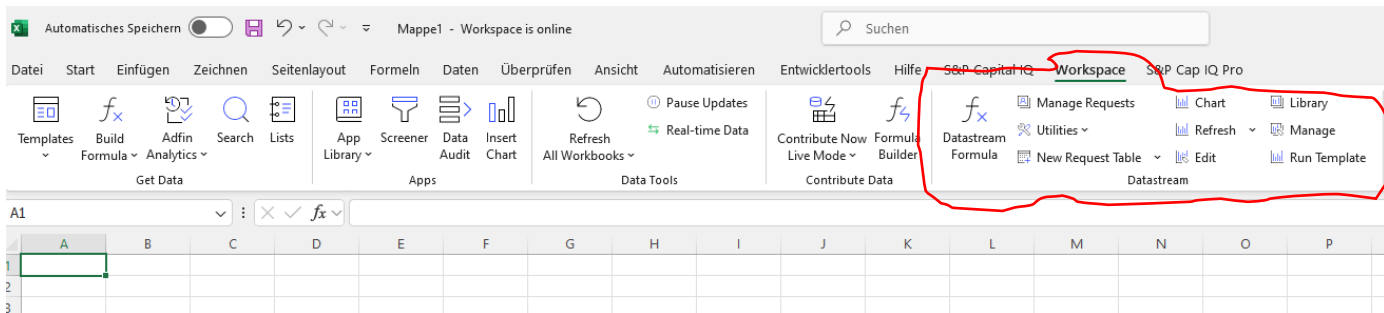 Automatisches Speichern Mappe1 - Workspace is online Suchen
Datei Start Einfügen Zeichnen Seitenlayout Formeln Daten Überprüfen Ansicht Automatisieren Entwicklertools Hilfe S&P Capital IQ Workspace S&P Cap IQ Pro
Templates
Build
Formula
Adfin
Analytics
Search
Lists
Get Data
App
Library
Screener
Data
Audit
Insert
Chart
Apps
Refresh
All Workbooks
Pause Updates
Real-time Data
Data Tools
Contribute Now
Live Mode
Formula
Builder
Contribute Data
Datastream
Formula
Manage Requests
Utilities
New Request Table
Chart
Refresh
Edit
Library
Manage
Run Template
Datastream
A1 fx
A B C D E F G H I J K L M N O P
1
2
3